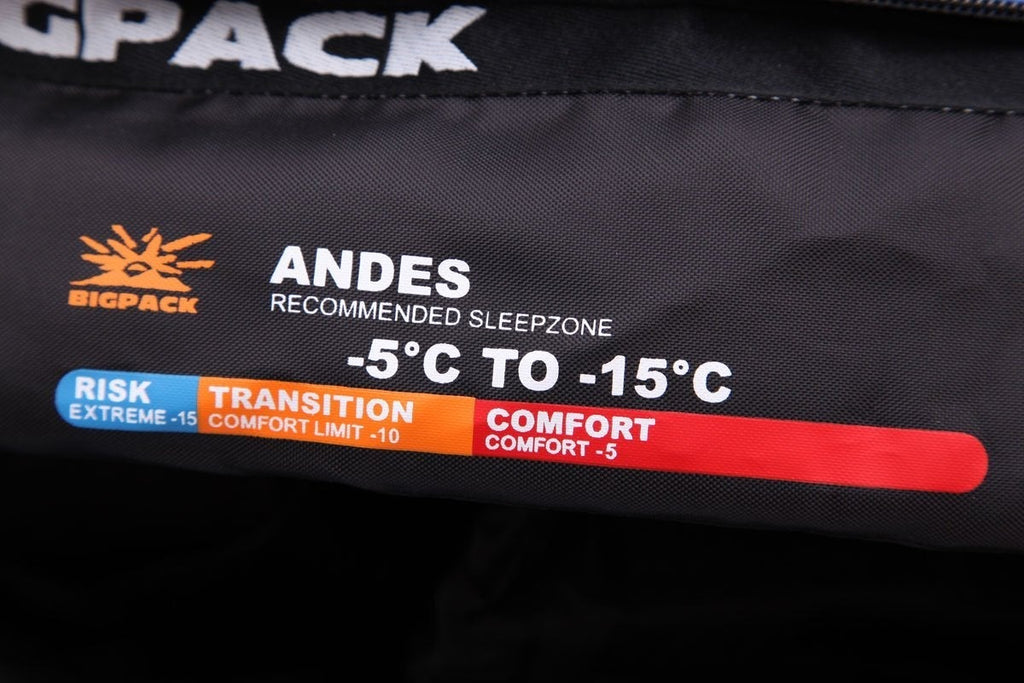 GPACK
BIGPACK
ANDES
RECOMMENDED SLEEPZONE
-5°C TO -15°C
RISK
EXTREME -15
TRANSITION
COMFORT LIMIT -10
COMFORT
COMFORT -5